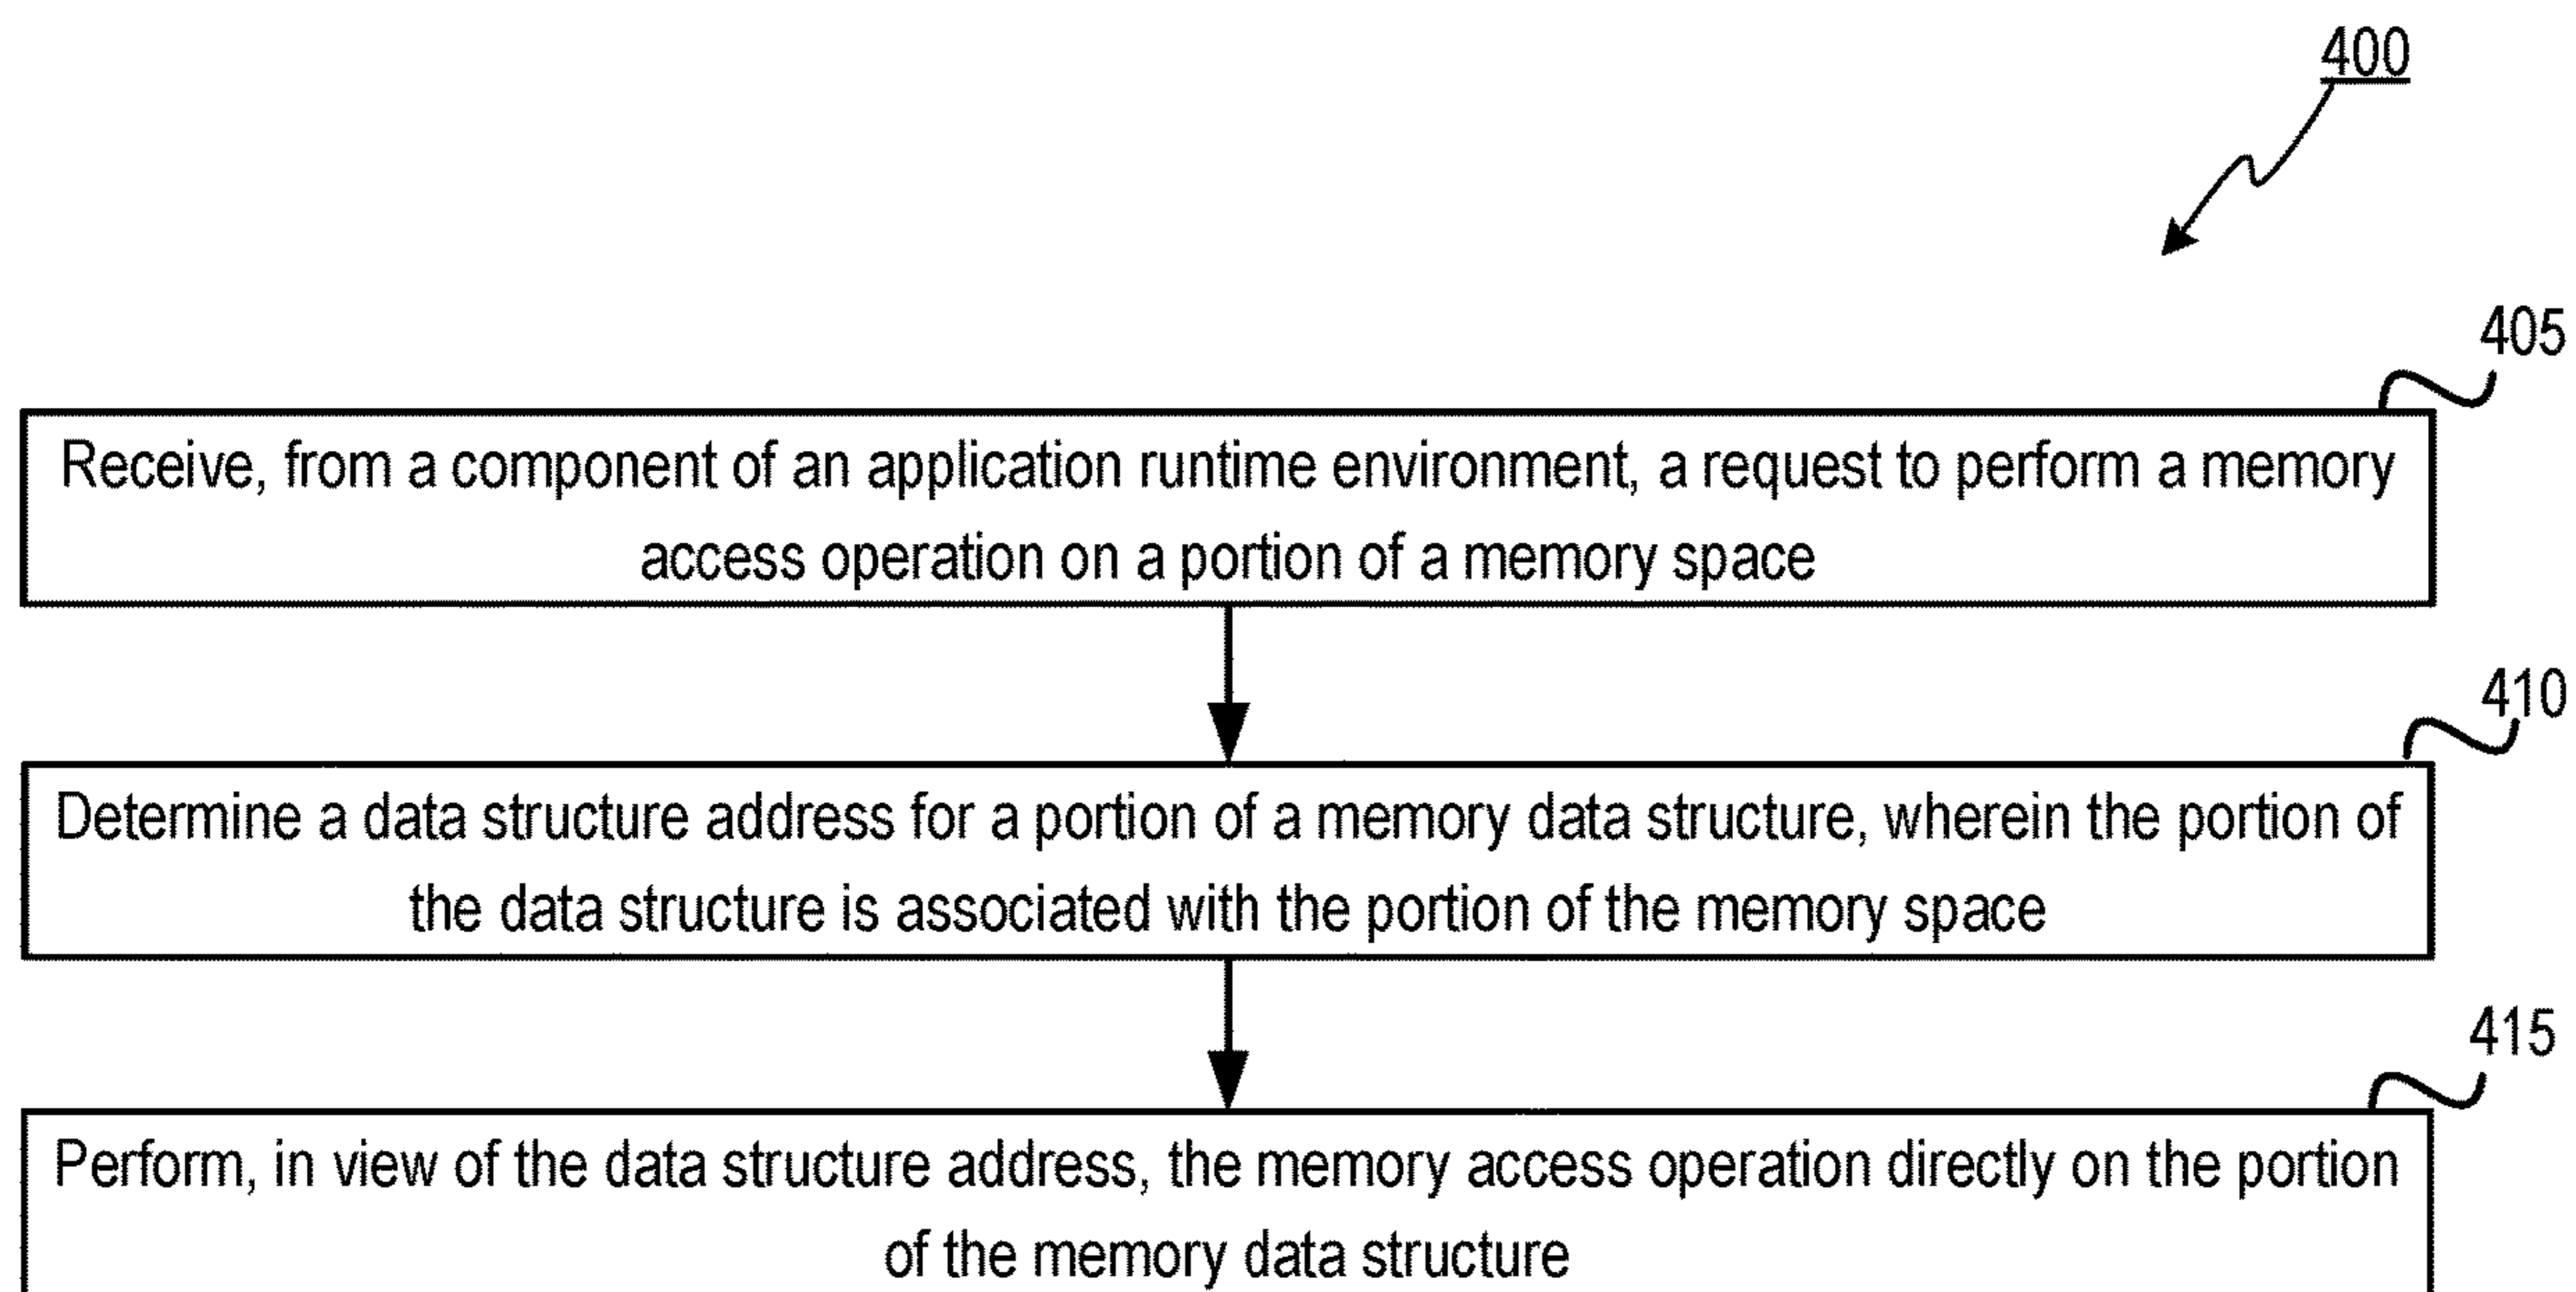 400
405
Receive, from a component of an application runtime environment, a request to perform a memory
access operation on a portion of a memory space
410
Determine a data structure address for a portion of a memory data structure, wherein the portion of
the data structure is associated with the portion of the memory space
415
Perform, in view of the data structure address, the memory access operation directly on the portion
of the memory data structure